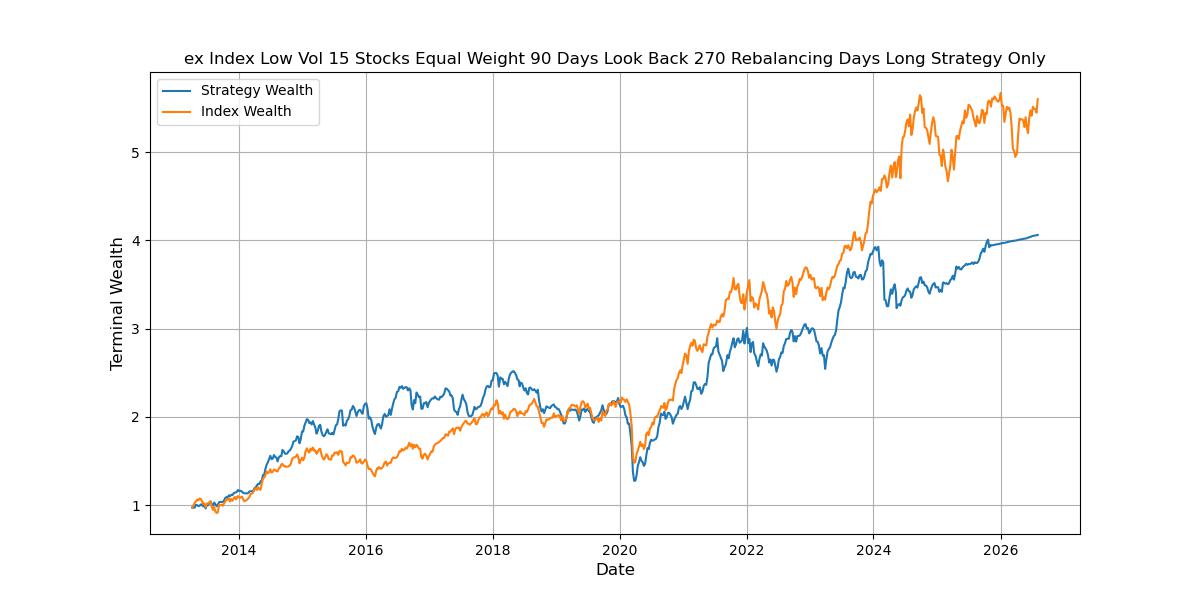 ex Index Low Vol 15 Stocks Equal Weight 90 Days Look Back 270 Rebalancing Days Long Strategy Only
Strategy Wealth
Index Wealth
Terminal Wealth
5
4
3
2
1
2014 2016 2018 2020 2022 2024 2026
Date